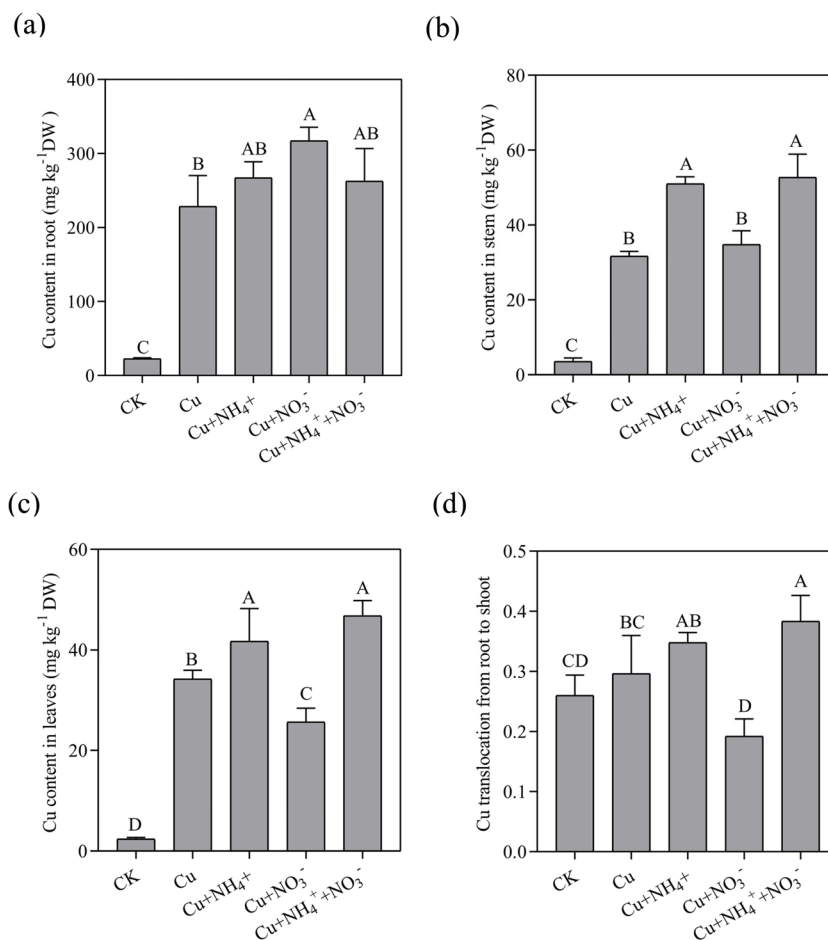 (a)
Cu content in root (mg kg⁻¹DW)
400
300
200
100
0
C
B
AB
A
AB
CK
Cu
Cu+NH₄+
Cu+NO₃⁻
Cu+NH₄⁺+NO₃⁻
(b)
Cu content in stem (mg kg⁻¹DW )
80
60
40
20
0
C
B
A
B
A
CK
Cu
Cu+NH₄+
Cu+NO₃⁻
Cu+NH₄⁺+NO₃⁻
(c)
Cu content in leaves (mg kg⁻¹ DW)
60
40
20
0
D
B
A
C
A
CK
Cu
Cu+NH₄+
Cu+NO₃⁻
Cu+NH₄⁺+NO₃⁻
(d)
Cu translocation from root to shoot
0.5
0.4
0.3
0.2
0.1
0.0
CD
BC
AB
D
A
CK
Cu
Cu+NH₄+
Cu+NO₃⁻
Cu+NH₄⁺+NO₃⁻